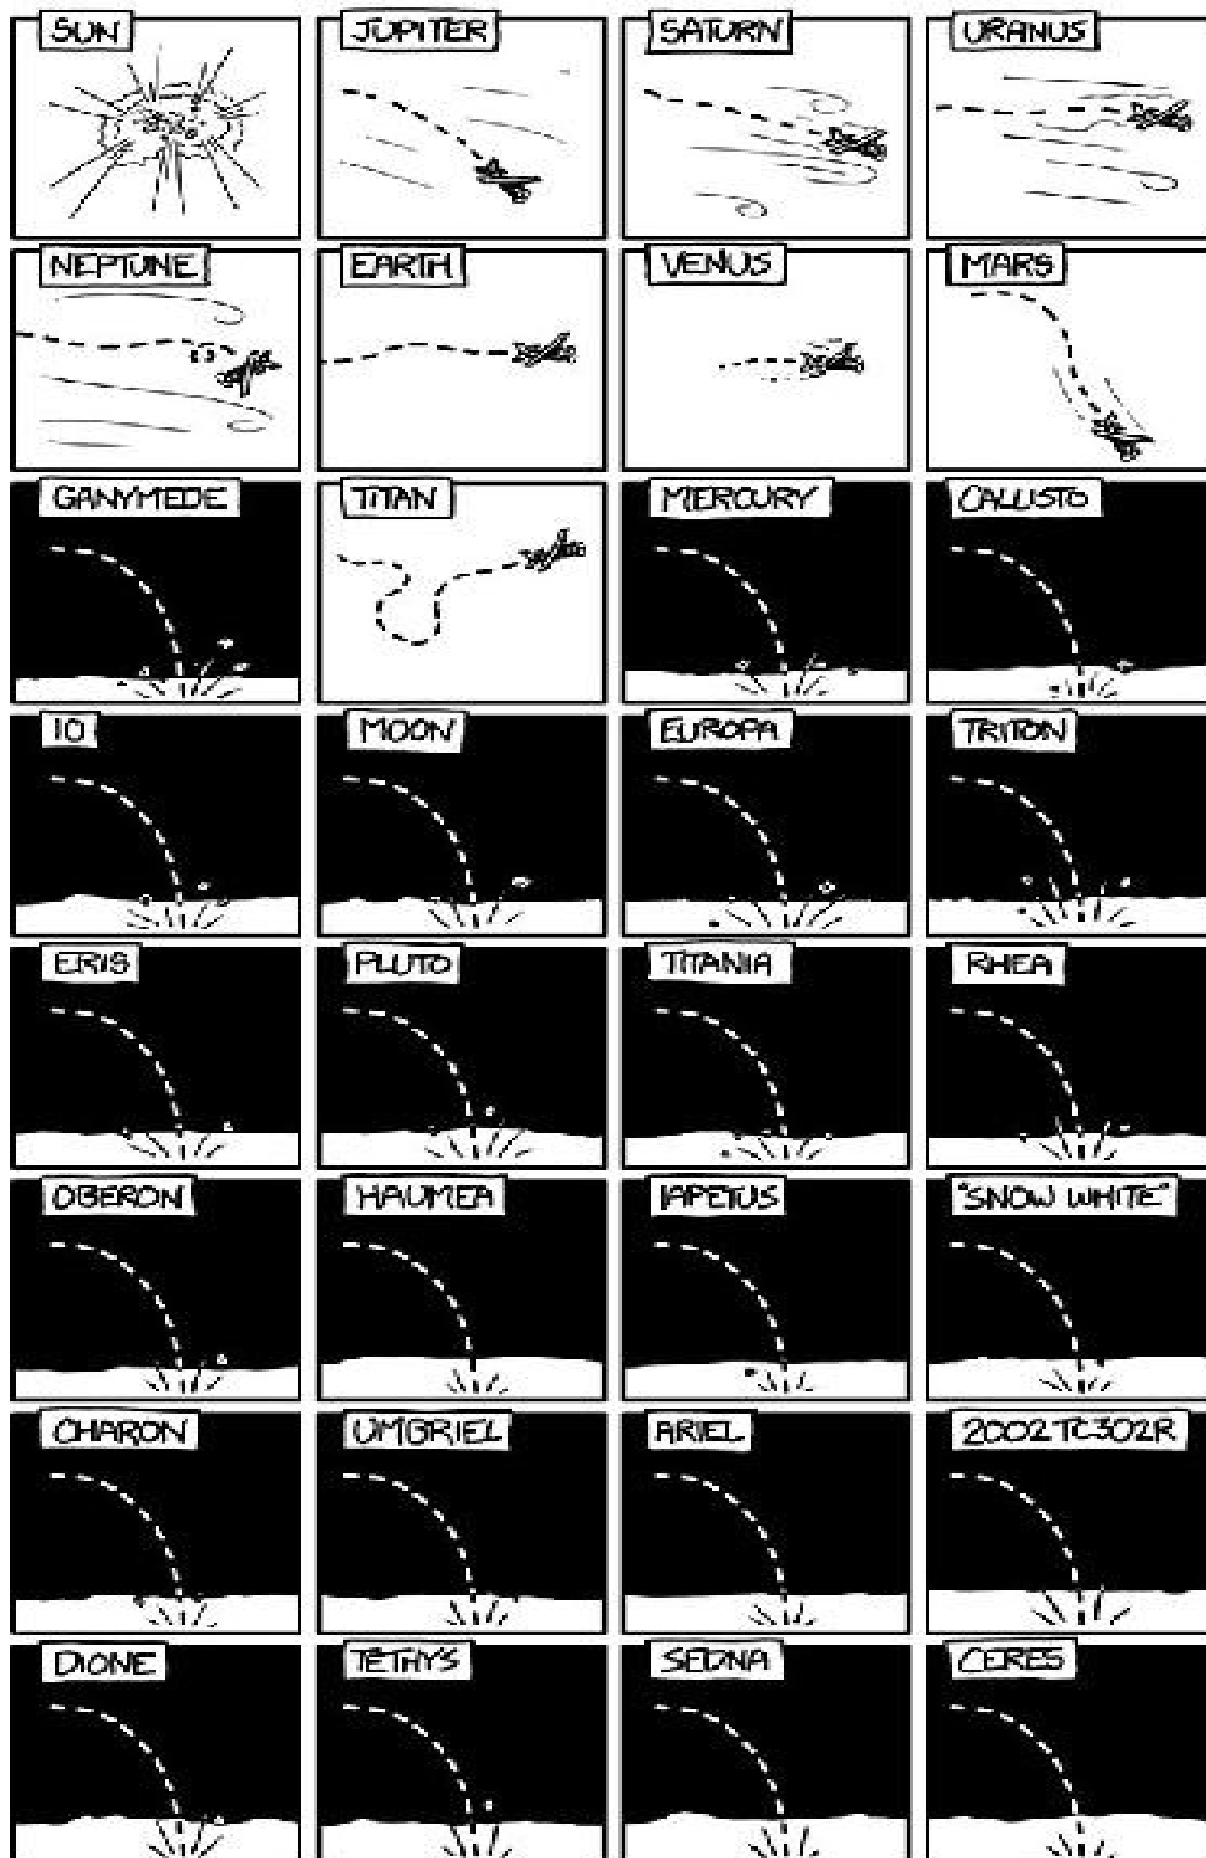 SUN
JUPITER
SATURN
URANUS
NEPTUNE
EARTH
VENUS
MARS
GANYMEDE
TITAN
MERCURY
CALLISTO
IO
MOON
EUROPA
TRITON
ERIS
PLUTO
TITANIA
RHEA
OBERON
HAUMEA
IAPETUS
"SNOW WHITE"
CHARON
UMBRIEL
ARIEL
2002 TC302R
DIONE
TETHYS
SEDNA
CERES